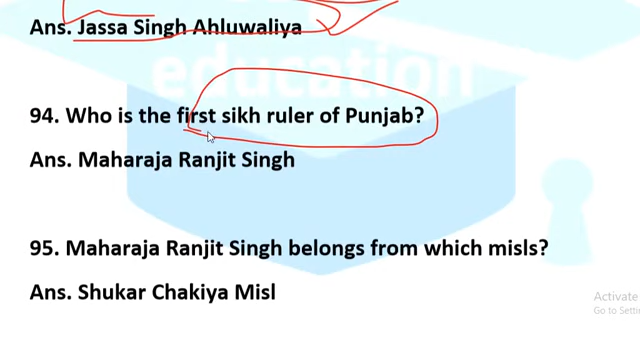 Ans. Jassa Singh Ahluwaliya
education
94. Who is the first sikh ruler of Punjab?
Ans. Maharaja Ranjit Singh
95. Maharaja Ranjit Singh belongs from which misls?
Ans. Shukar Chakiya Misl
Activate
Go to Setti